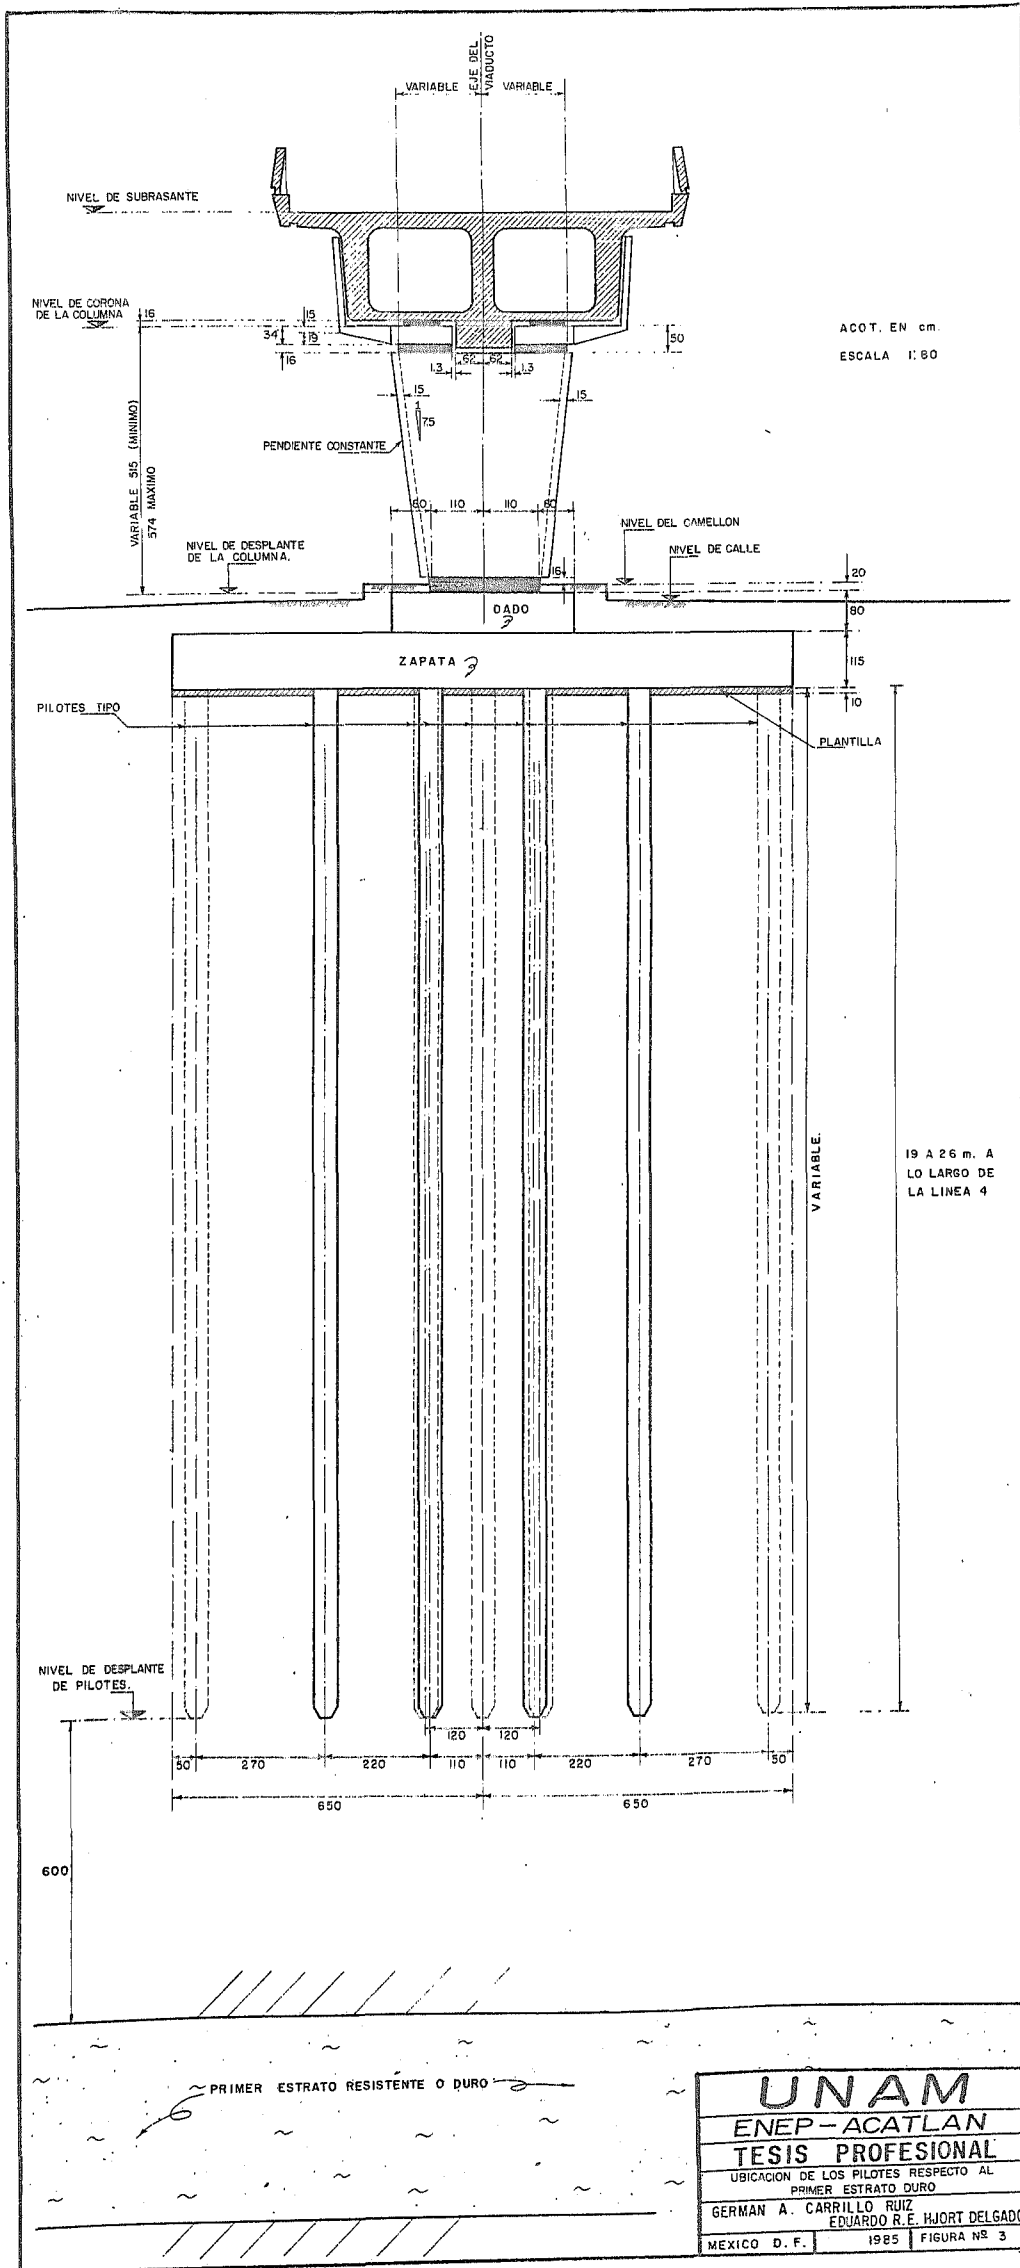 EJE DEL
VIADUCTO
VARIABLE
VARIABLE
NIVEL DE SUBRASANTE
NIVEL DE CORONA
DE LA COLUMNA
16
15
34
19
16
50
ACOT. EN cm.
ESCALA 1:80
62
62
1.3
1.3
15
15
1
7.5
PENDIENTE CONSTANTE
VARIABLE 515 (MINIMO)
574 MAXIMO
80
110
110
80
NIVEL DEL CAMELLON
NIVEL DE DESPLANTE
DE LA COLUMNA.
NIVEL DE CALLE
16
20
DADO
80
ZAPATA
115
10
PILOTES TIPO
PLANTILLA
VARIABLE.
19 A 26 m. A
LO LARGO DE
LA LINEA 4
NIVEL DE DESPLANTE
DE PILOTES.
120
120
50
270
220
110
110
220
270
50
650
650
600
PRIMER ESTRATO RESISTENTE O DURO
UNAM
ENEP-ACATLAN
TESIS PROFESIONAL
UBICACION DE LOS PILOTES RESPECTO AL
PRIMER ESTRATO DURO
GERMAN A. CARRILLO RUIZ
EDUARDO R.E. HJORT DELGADO
MEXICO D. F.
1985
FIGURA Nº 3